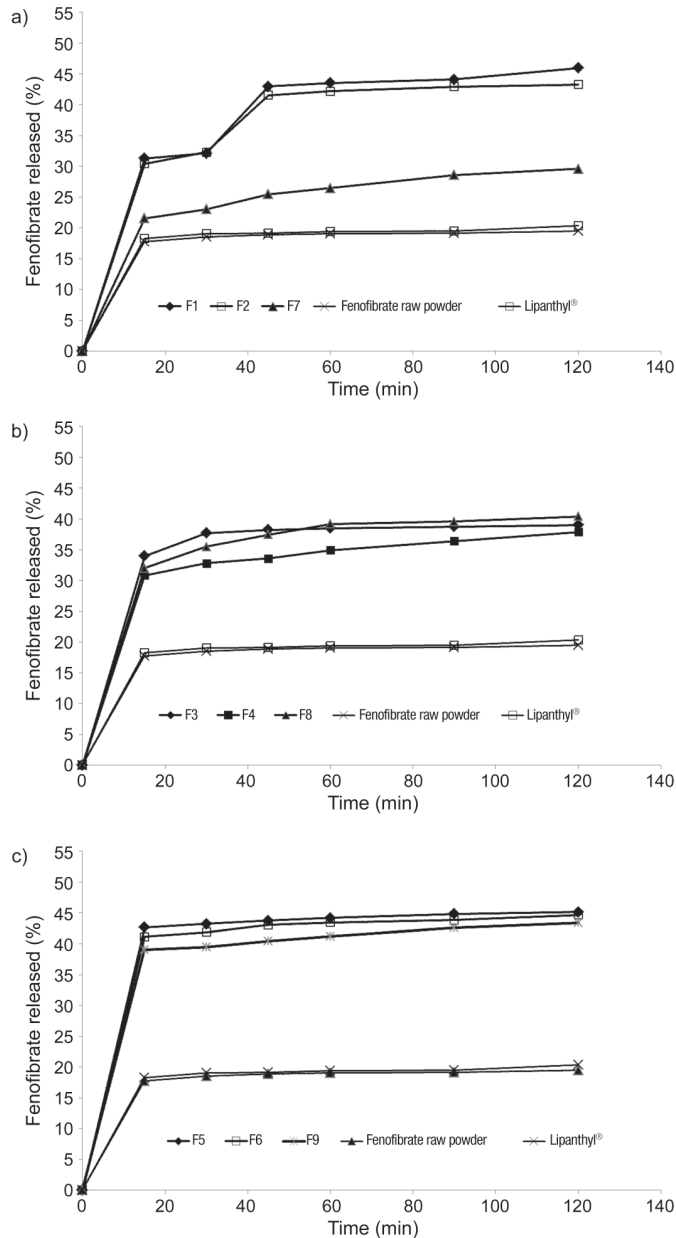 a)
55
50
45
40
35
30
25
20
15
10
5
0
Fenofibrate released (%)
F1 F2 F7 Fenofibrate raw powder Lipanthyl®
0 20 40 60 80 100 120 140
Time (min)
b)
55
50
45
40
35
30
25
20
15
10
5
0
Fenofibrate released (%)
F3 F4 F8 Fenofibrate raw powder Lipanthyl®
0 20 40 60 80 100 120 140
Time (min)
c)
55
50
45
40
35
30
25
20
15
10
5
0
Fenofibrate released (%)
F5 F6 F9 Fenofibrate raw powder Lipanthyl®
0 20 40 60 80 100 120 140
Time (min)